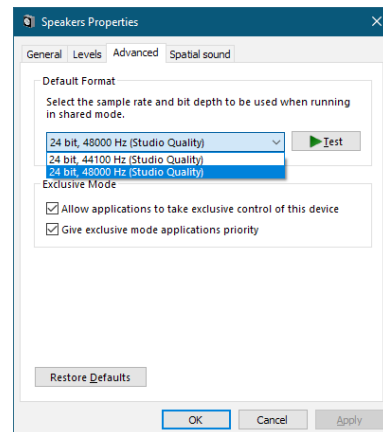 Speakers Properties
General Levels Advanced Spatial sound
Default Format
Select the sample rate and bit depth to be used when running
in shared mode.
24 bit, 48000 Hz (Studio Quality) Test
24 bit, 44100 Hz (Studio Quality)
24 bit, 48000 Hz (Studio Quality)
Exclusive Mode
Allow applications to take exclusive control of this device
Give exclusive mode applications priority
Restore Defaults
OK Cancel Apply